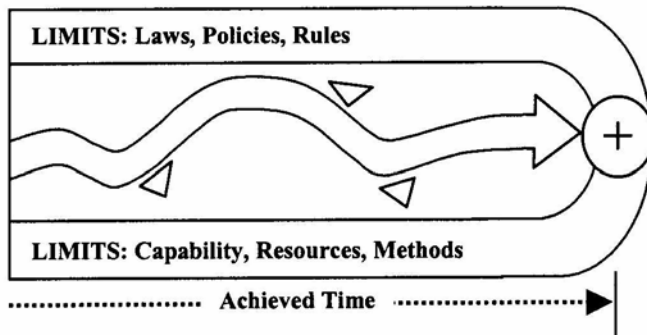 LIMITS: Laws, Policies, Rules
LIMITS: Capability, Resources, Methods
Achieved Time